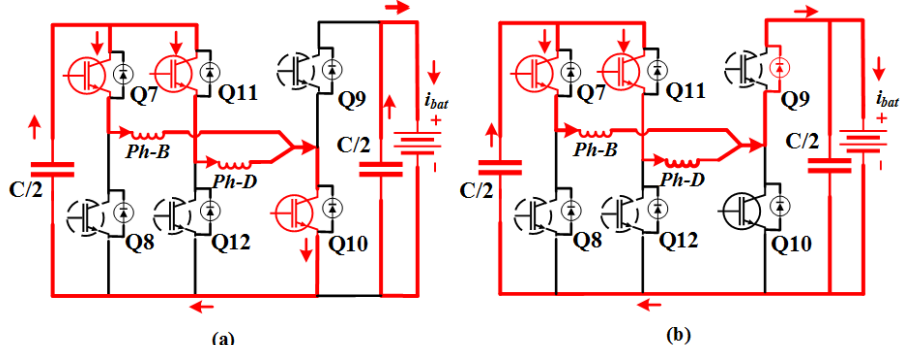 Q7
Q11
Q9
i_bat
+
Ph-B
Ph-D
C/2
C/2
-
Q8
Q12
Q10
(a)
Q7
Q11
Q9
i_bat
+
Ph-B
Ph-D
C/2
C/2
-
Q8
Q12
Q10
(b)